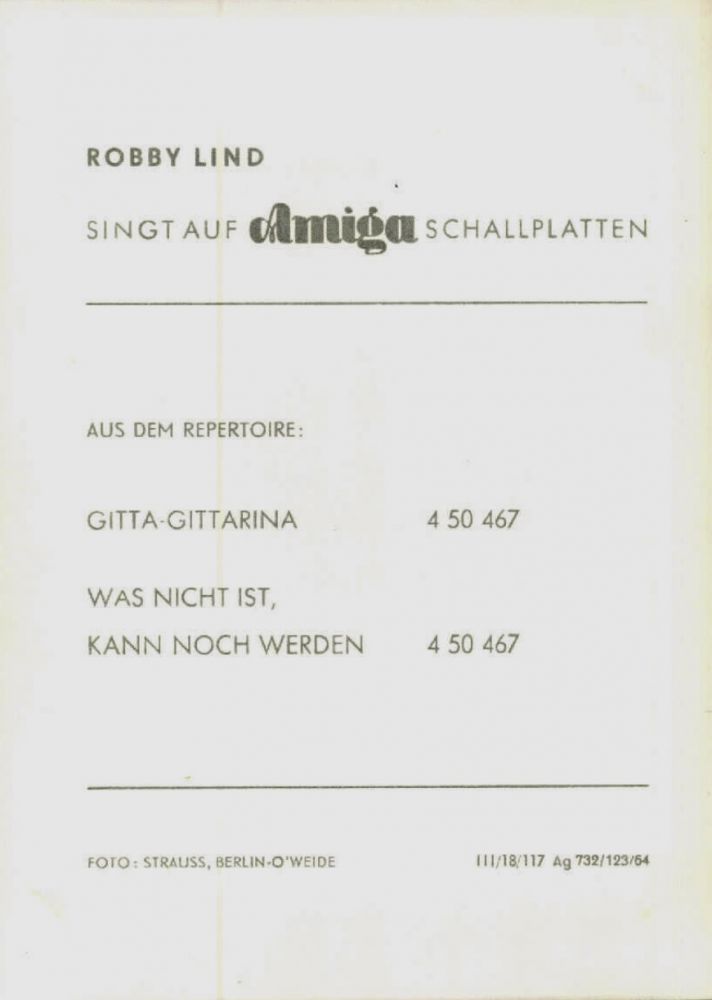 ROBBY LIND
SINGT AUF Amiga SCHALLPLATTEN
AUS DEM REPERTOIRE:
GITTA-GITTARINA 4 50 467
WAS NICHT IST,
KANN NOCH WERDEN 4 50 467
FOTO: STRAUSS, BERLIN-O'WEIDE III/18/117 Ag 732/123/64